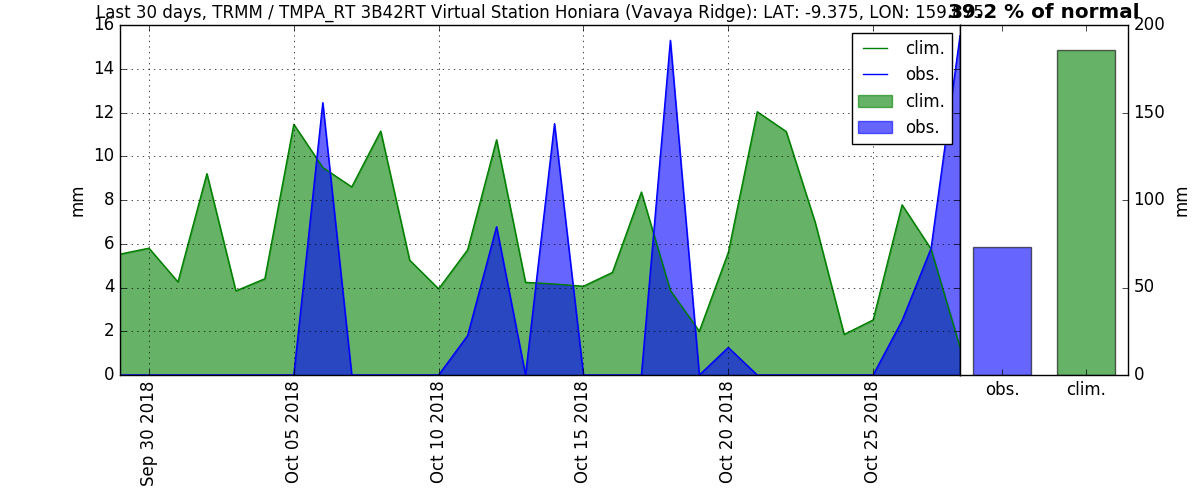 Last 30 days, TRMM / TMPA_RT 3B42RT Virtual Station Honiara (Vavaya Ridge): LAT: -9.375, LON:
39.2 % of normal
16
14
12
10
8
6
4
2
0
mm
clim.
obs.
clim.
obs.
200
150
100
50
0
mm
Sep 30 2018
Oct 05 2018
Oct 10 2018
Oct 15 2018
Oct 20 2018
Oct 25 2018
obs.
clim.